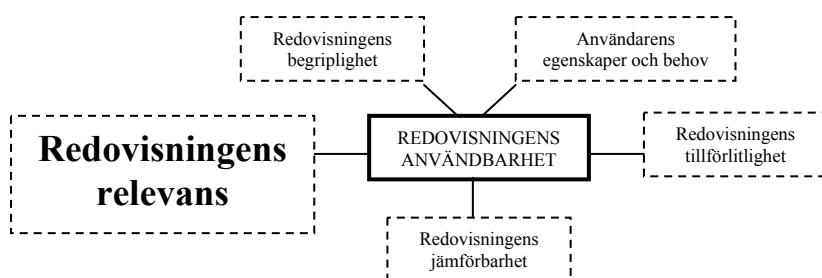 Redovisningens
begriplighet
Användarens
egenskaper och behov
Redovisningens
relevans
REDOVISNINGENS
ANVÄNDBARHET
Redovisningens
tillförlitlighet
Redovisningens
jämförbarhet